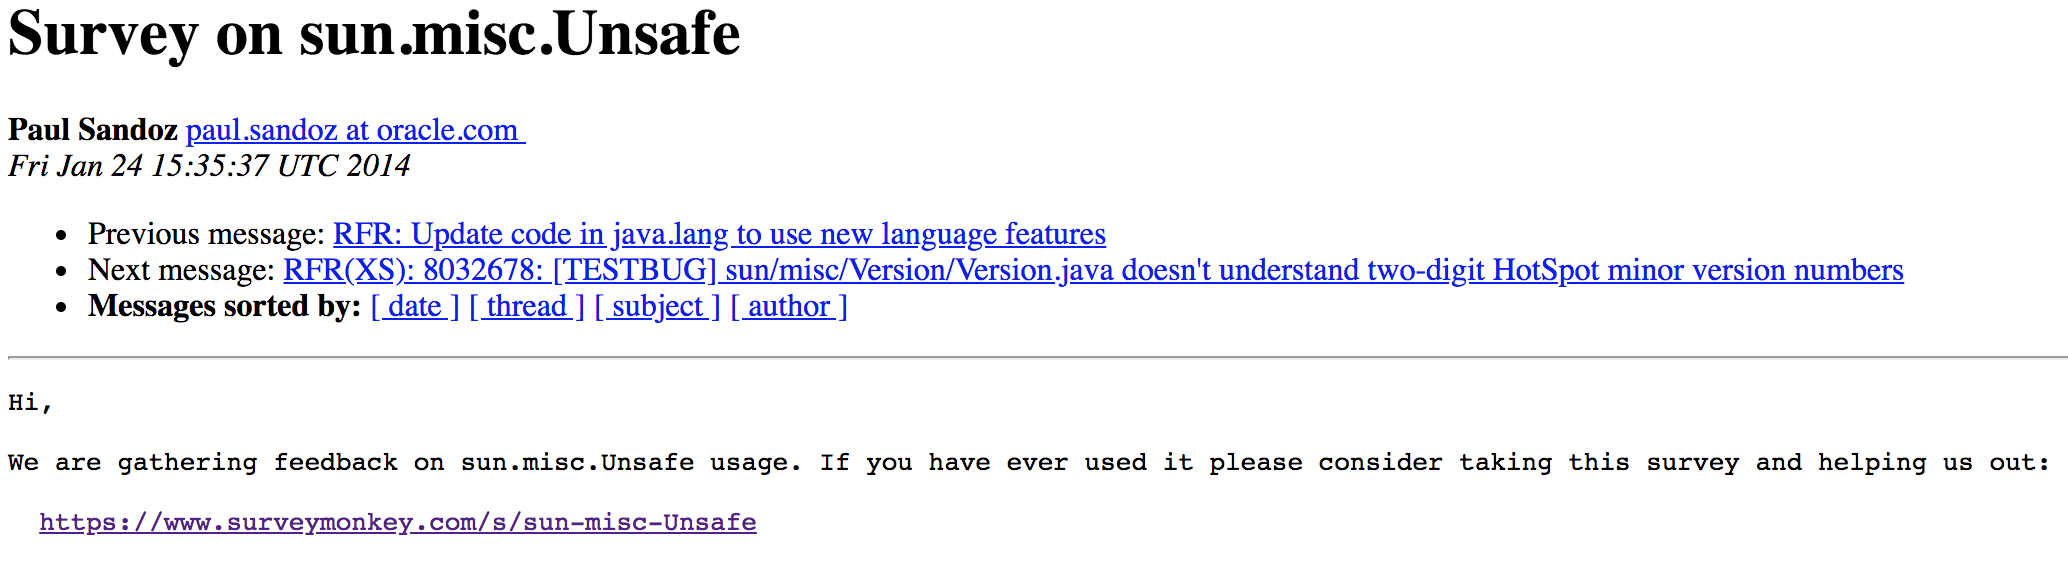 Survey on sun.misc.Unsafe
Paul Sandoz paul.sandoz at oracle.com
Fri Jan 24 15:35:37 UTC 2014
• Previous message: RFR: Update code in java.lang to use new language features
• Next message: RFR(XS): 8032678: [TESTBUG] sun/misc/Version/Version.java doesn't understand two-digit HotSpot minor version numbers
• Messages sorted by: [ date ] [ thread ] [ subject ] [ author ]
Hi,
We are gathering feedback on sun.misc.Unsafe usage. If you have ever used it please consider taking this survey and helping us out:
https://www.surveymonkey.com/s/sun-misc-Unsafe